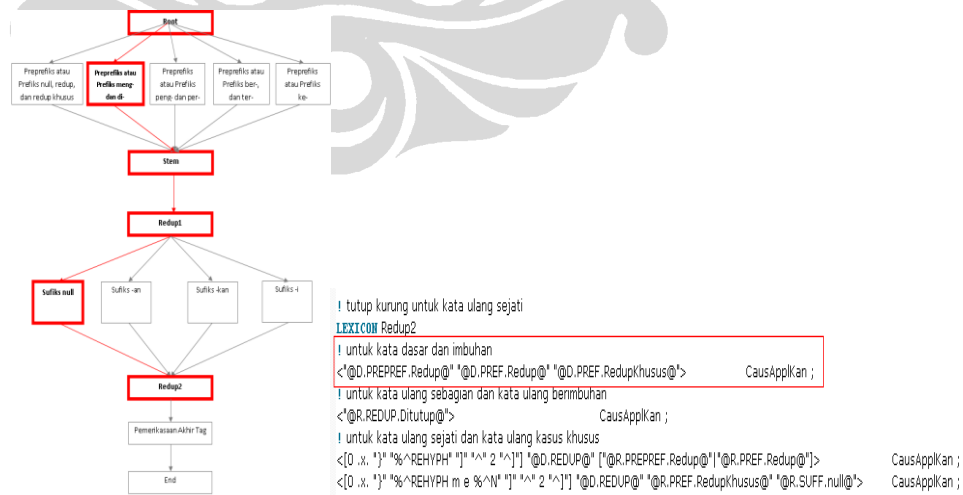 Root
Preprefiks atau
Prefiks null, redup,
dan redup khusus
Preprefiks atau
Prefiks meng-
dan di-
Preprefiks
atau Prefiks
peng- dan per-
Preprefiks atau
Prefiks ber-,
dan ter-
Preprefiks
atau Prefiks
ke-
Stem
Redup1
Sufiks null
Sufiks -an
Sufiks -kan
Sufiks -i
Redup2
Pemeriksaan Akhir Tag
End
! tutup kurung untuk kata ulang sejati
LEXICON Redup2
! untuk kata dasar dan imbuhan
<"@D.PREPREF.Redup@" "@D.PREF.Redup@" "@D.PREF.RedupKhusus@"> CausApplKan ;
! untuk kata ulang sebagian dan kata ulang berimbuhan
<"@R.REDUP.Ditutup@"> CausApplKan ;
! untuk kata ulang sejati dan kata ulang kasus khusus
<[0 .x. "}" "%^REHYPH" "]" "^" 2 "^]"] "@D.REDUP@" ["@R.PREPREF.Redup@"|"@R.PREF.Redup@"]> CausApplKan ;
<[0 .x. "}" "%^REHYPH m e %^N" "]" "^" 2 "^]"] "@D.REDUP@" "@R.PREF.RedupKhusus@" "@R.SUFF.null@"> CausApplKan ;